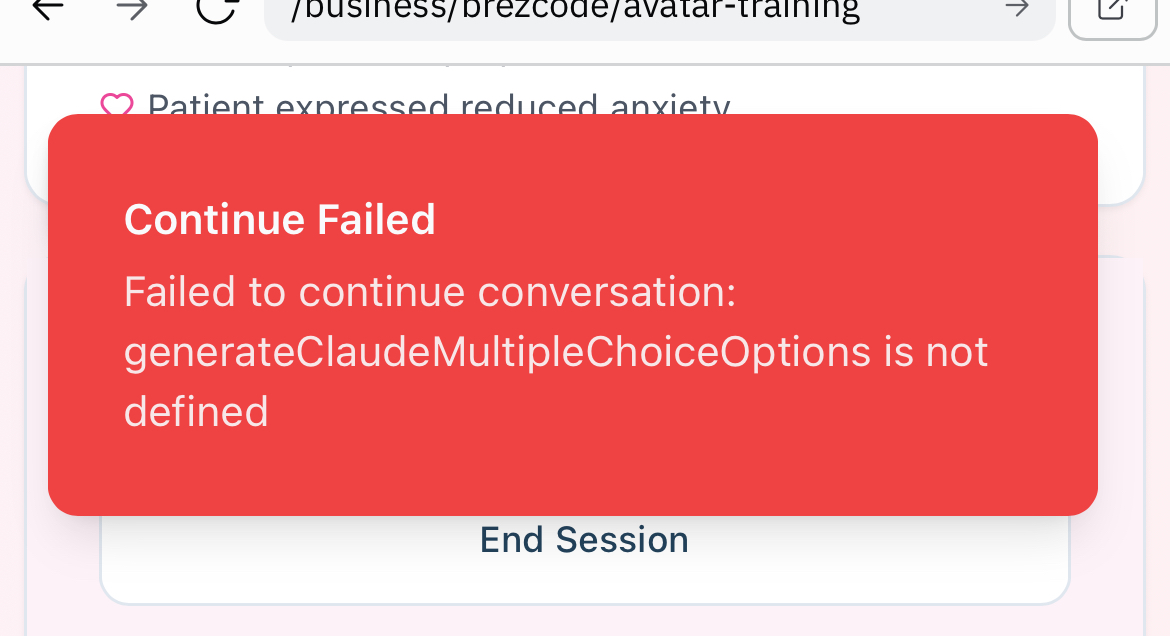 /business/brezcode/avatar-training
Patient expressed reduced anxiety
Continue Failed
Failed to continue conversation:
generateClaudeMultipleChoiceOptions is not
defined
End Session